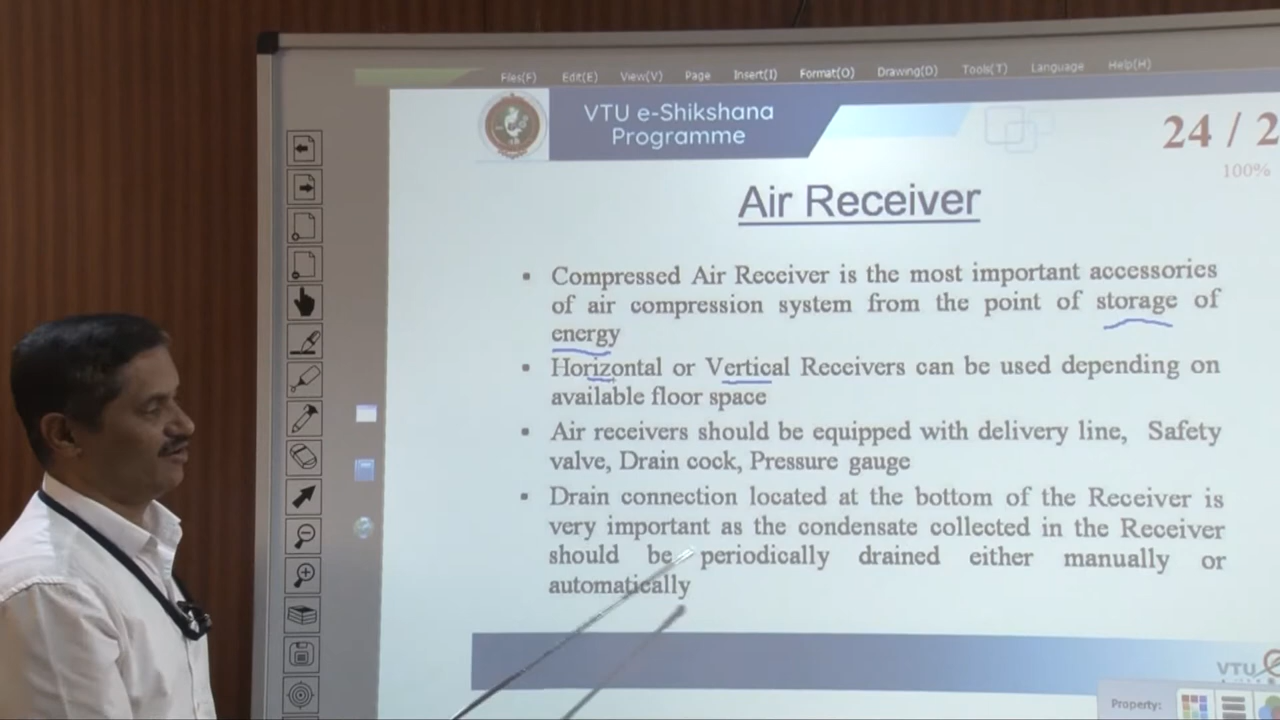 Files(F) Edit(E) View(V) Page Insert(I) Format(O) Drawing(D) Tools(T) Language Help(H)
VTU e-Shikshana
Programme
24 / 2
100%
Air Receiver
▪ Compressed Air Receiver is the most important accessories
of air compression system from the point of storage of
energy
▪ Horizontal or Vertical Receivers can be used depending on
available floor space
▪ Air receivers should be equipped with delivery line, Safety
valve, Drain cock, Pressure gauge
▪ Drain connection located at the bottom of the Receiver is
very important as the condensate collected in the Receiver
should be periodically drained either manually or
automatically
VTU
Property: